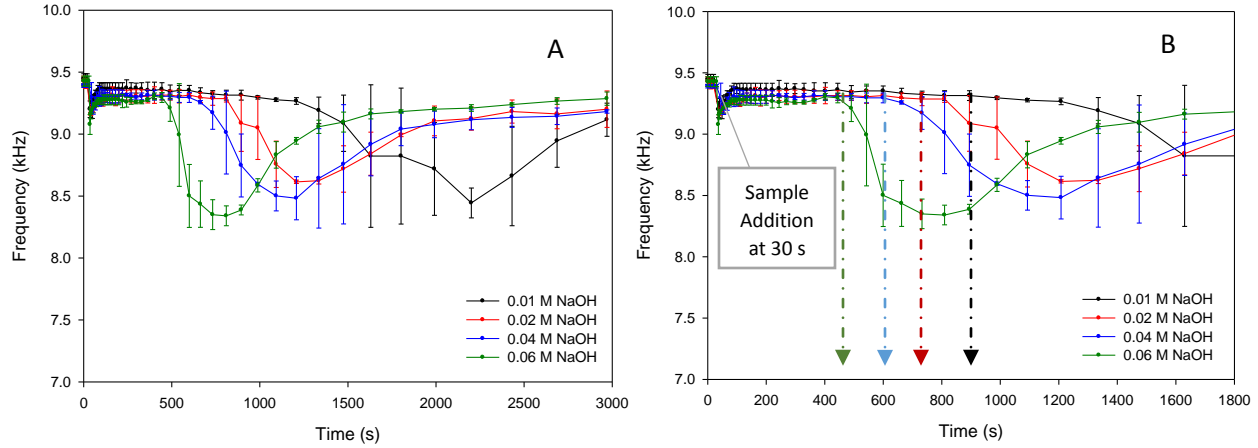 A
Frequency (kHz)
10.0
9.5
9.0
8.5
8.0
7.5
7.0
0 500 1000 1500 2000 2500 3000
Time (s)
0.01 M NaOH
0.02 M NaOH
0.04 M NaOH
0.06 M NaOH
B
Frequency (kHz)
10.0
9.5
9.0
8.5
8.0
7.5
7.0
0 200 400 600 800 1000 1200 1400 1600 1800
Time (s)
Sample
Addition
at 30 s
0.01 M NaOH
0.02 M NaOH
0.04 M NaOH
0.06 M NaOH